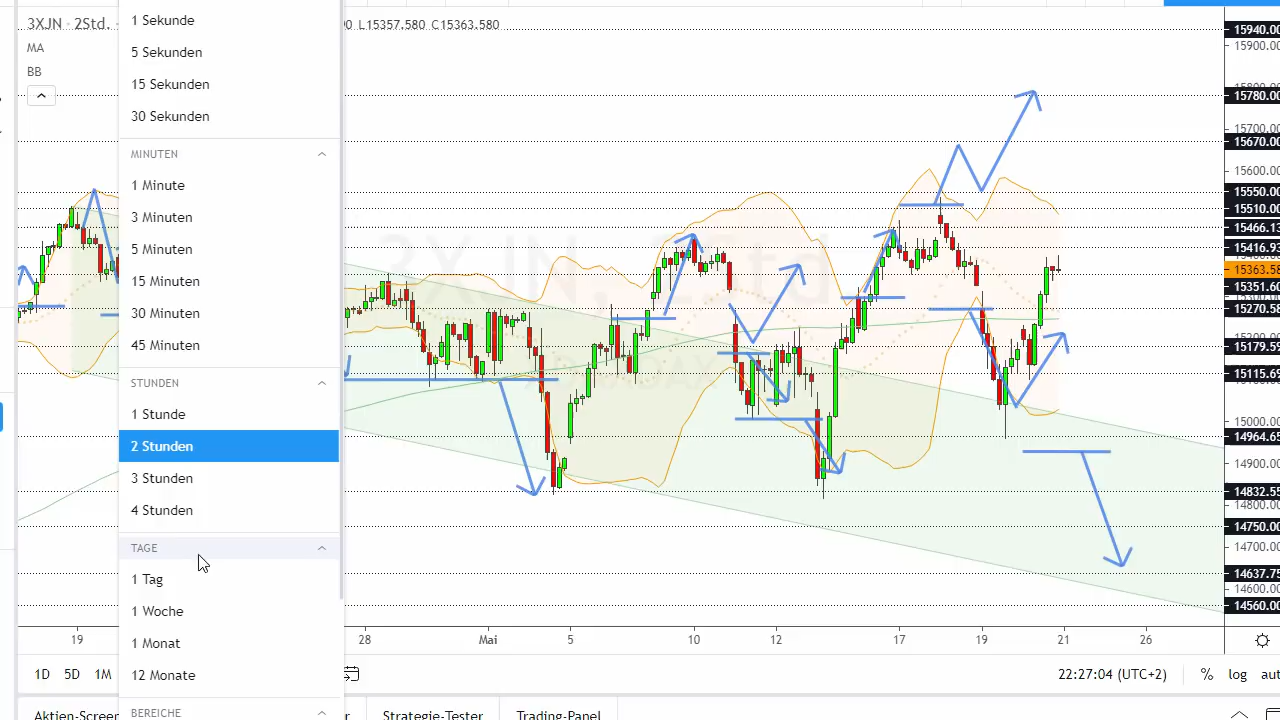 3XJN · 2Std. ·
0 L15357.580 C15363.580
MA
BB
1 Sekunde
5 Sekunden
15 Sekunden
30 Sekunden
MINUTEN
1 Minute
3 Minuten
5 Minuten
15 Minuten
30 Minuten
45 Minuten
STUNDEN
1 Stunde
2 Stunden
3 Stunden
4 Stunden
TAGE
1 Tag
1 Woche
1 Monat
12 Monate
BEREICHE
15940.00
15900.00
15780.00
15700.00
15670.00
15600.00
15550.00
15510.00
15466.13
15416.93
15363.58
15351.60
15270.58
15179.59
15115.69
15000.00
14964.65
14900.00
14832.55
14800.00
14750.00
14700.00
14637.75
14600.00
14560.00
19
28
Mai
5
10
12
17
19
21
26
1D 5D 1M
22:27:04 (UTC+2)
% log aut
Aktien-Screen
r
Strategie-Tester
Trading-Panel